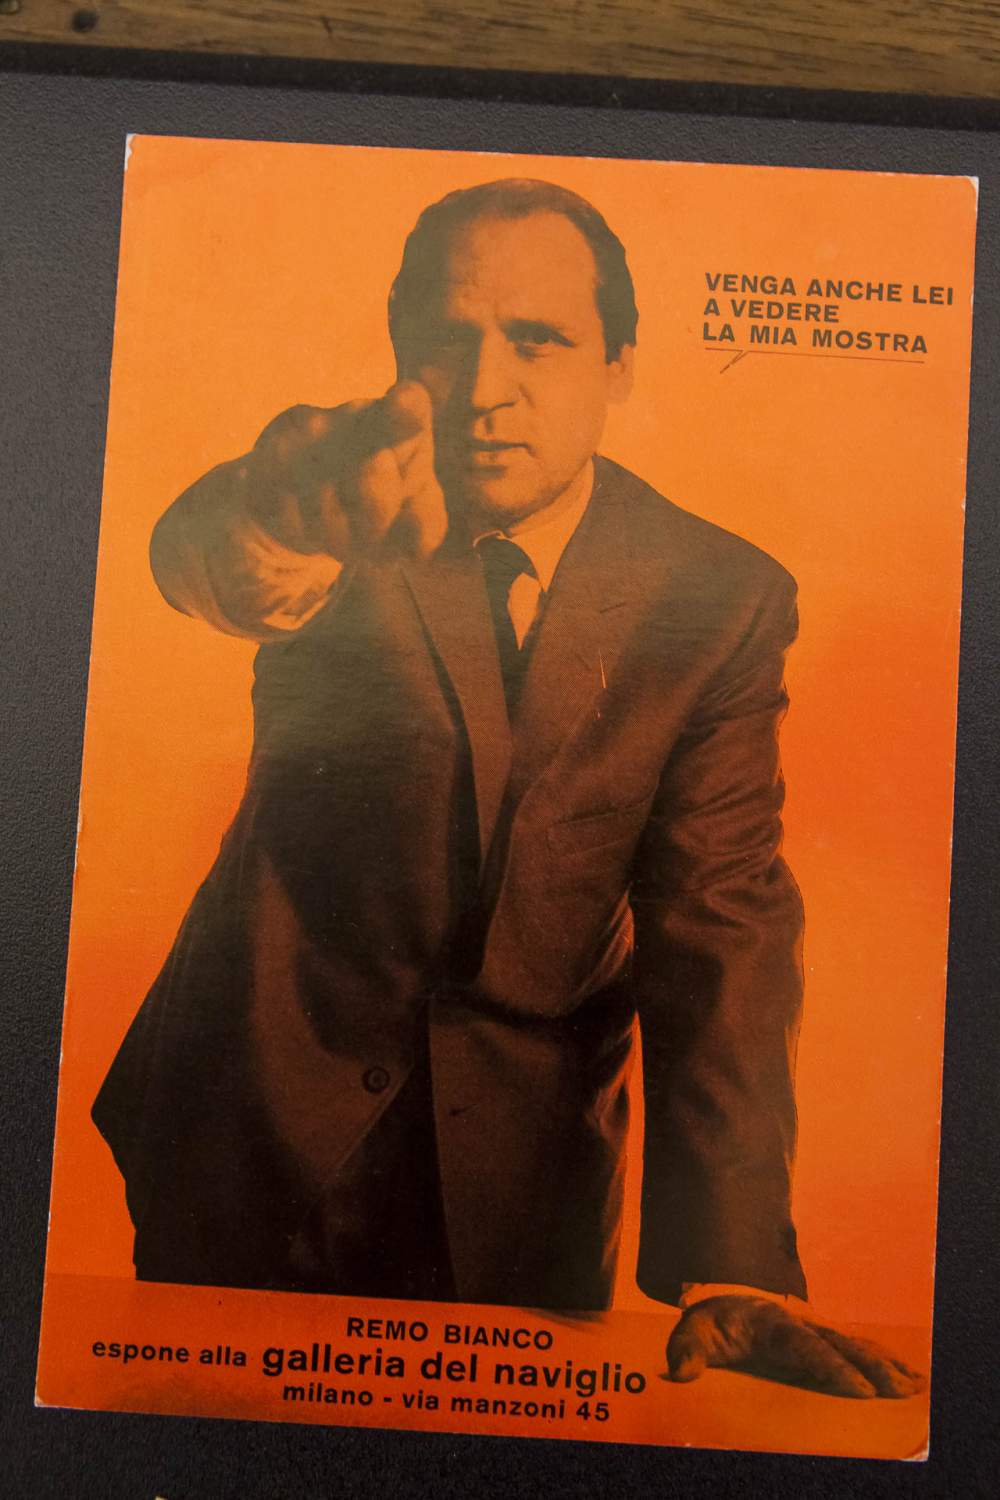 VENGA ANCHE LEI
A VEDERE
LA MIA MOSTRA
REMO BIANCO
espone alla galleria del naviglio
milano - via manzoni 45